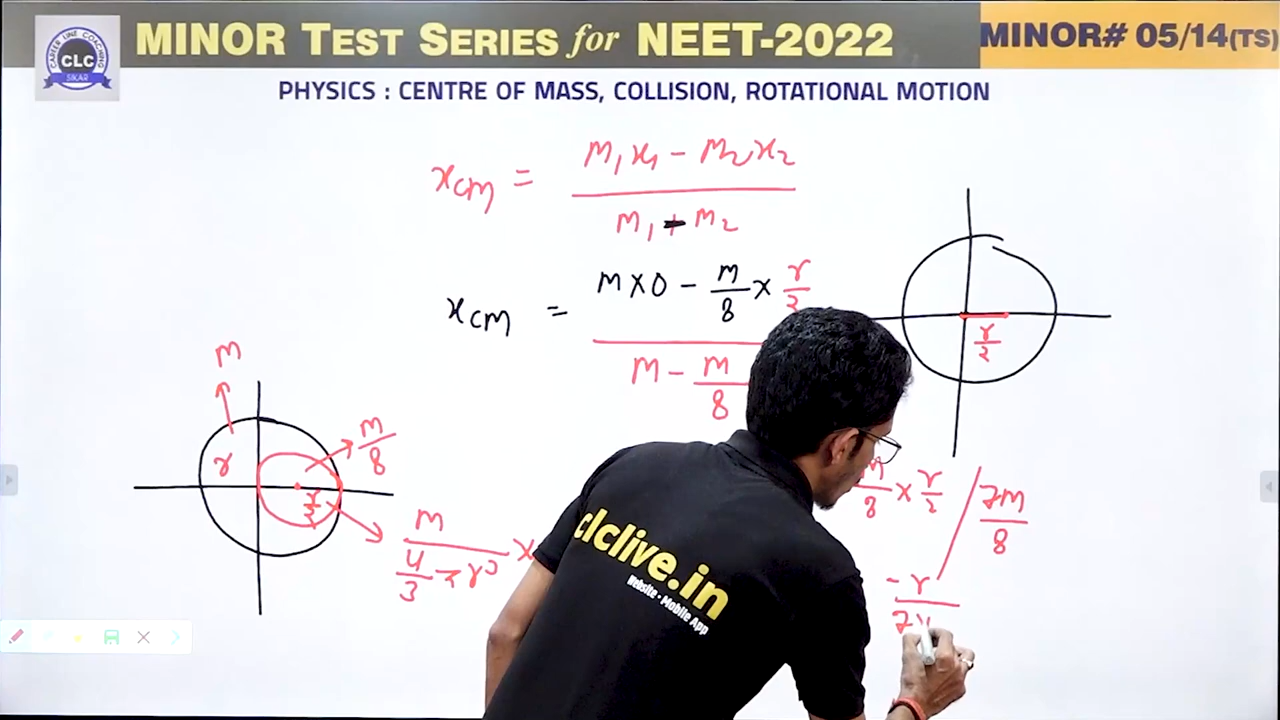 CAREER LINE COACHING
CLC
SIKAR
MINOR TEST SERIES for NEET-2022
MINOR# 05/14(TS)
PHYSICS : CENTRE OF MASS, COLLISION, ROTATIONAL MOTION
xcm = M₁x₁ - M₂x₂
M₁ - M₂
xcm = M×0 - M/8 × r/2
M - M/8
r/2
M
r
M/8
r/2
M
4/3 πr³ ×
M/8 × r/2 / 7M/8
-r
7×
clclive.in
Website - Mobile App